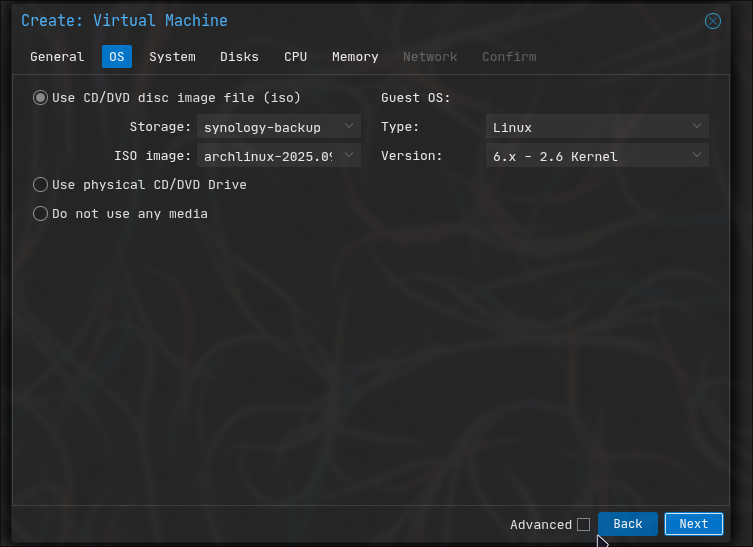 Create: Virtual Machine
General OS System Disks CPU Memory Network Confirm
Use CD/DVD disc image file (iso) Guest OS:
Storage: synology-backup Type: Linux
ISO image: archlinux-2025.09 Version: 6.x - 2.6 Kernel
Use physical CD/DVD Drive
Do not use any media
Advanced Back Next